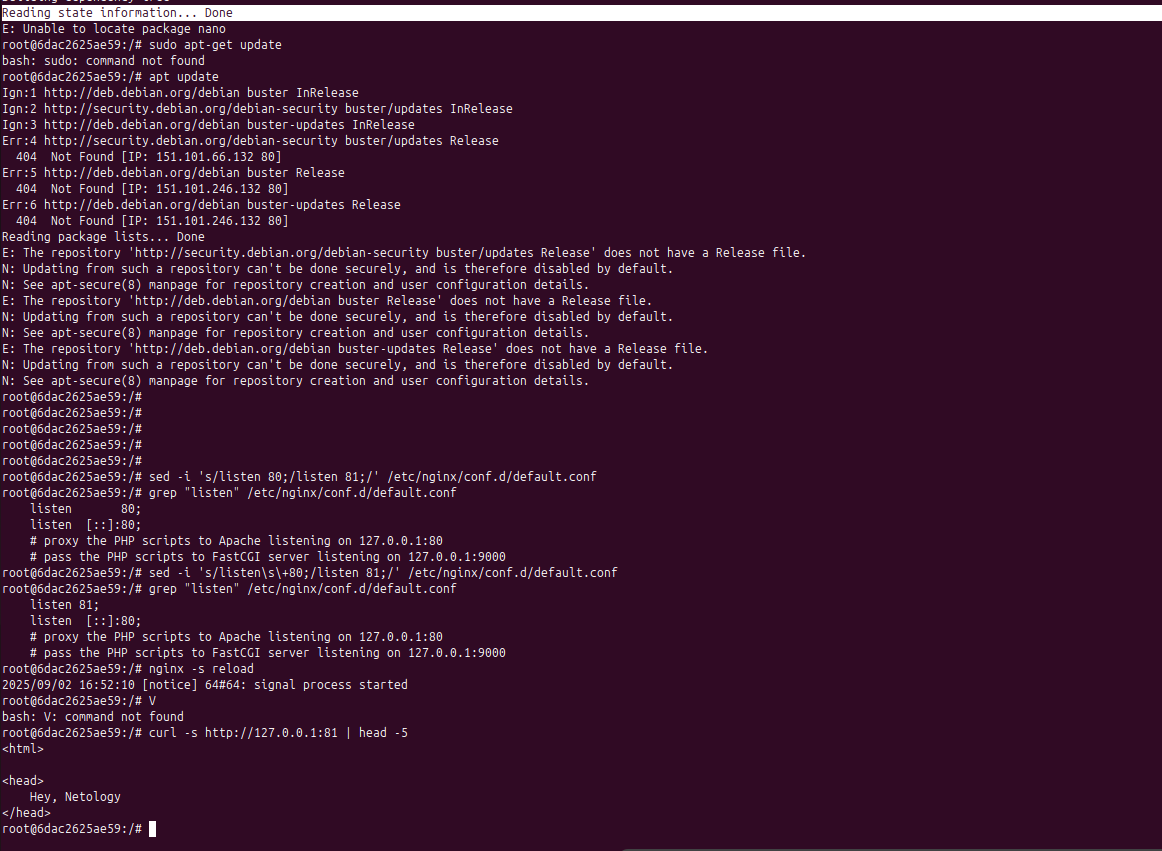 Reading state information... Done
E: Unable to locate package nano
root@6dac2625ae59:/# sudo apt-get update
bash: sudo: command not found
root@6dac2625ae59:/# apt update
Ign:1 http://deb.debian.org/debian buster InRelease
Ign:2 http://security.debian.org/debian-security buster/updates InRelease
Ign:3 http://deb.debian.org/debian buster-updates InRelease
Err:4 http://security.debian.org/debian-security buster/updates Release
  404  Not Found [IP: 151.101.66.132 80]
Err:5 http://deb.debian.org/debian buster Release
  404  Not Found [IP: 151.101.246.132 80]
Err:6 http://deb.debian.org/debian buster-updates Release
  404  Not Found [IP: 151.101.246.132 80]
Reading package lists... Done
E: The repository 'http://security.debian.org/debian-security buster/updates Release' does not have a Release file.
N: Updating from such a repository can't be done securely, and is therefore disabled by default.
N: See apt-secure(8) manpage for repository creation and user configuration details.
E: The repository 'http://deb.debian.org/debian buster Release' does not have a Release file.
N: Updating from such a repository can't be done securely, and is therefore disabled by default.
N: See apt-secure(8) manpage for repository creation and user configuration details.
E: The repository 'http://deb.debian.org/debian buster-updates Release' does not have a Release file.
N: Updating from such a repository can't be done securely, and is therefore disabled by default.
N: See apt-secure(8) manpage for repository creation and user configuration details.
root@6dac2625ae59:/#
root@6dac2625ae59:/#
root@6dac2625ae59:/#
root@6dac2625ae59:/#
root@6dac2625ae59:/#
root@6dac2625ae59:/# sed -i 's/listen 80;/listen 81;/' /etc/nginx/conf.d/default.conf
root@6dac2625ae59:/# grep "listen" /etc/nginx/conf.d/default.conf
    listen       80;
    listen  [::]:80;
    # proxy the PHP scripts to Apache listening on 127.0.0.1:80
    # pass the PHP scripts to FastCGI server listening on 127.0.0.1:9000
root@6dac2625ae59:/# sed -i 's/listen\s\+80;/listen 81;/' /etc/nginx/conf.d/default.conf
root@6dac2625ae59:/# grep "listen" /etc/nginx/conf.d/default.conf
    listen 81;
    listen  [::]:80;
    # proxy the PHP scripts to Apache listening on 127.0.0.1:80
    # pass the PHP scripts to FastCGI server listening on 127.0.0.1:9000
root@6dac2625ae59:/# nginx -s reload
2025/09/02 16:52:10 [notice] 64#64: signal process started
root@6dac2625ae59:/# V
bash: V: command not found
root@6dac2625ae59:/# curl -s http://127.0.0.1:81 | head -5
<html>

<head>
    Hey, Netology
</head>
root@6dac2625ae59:/#